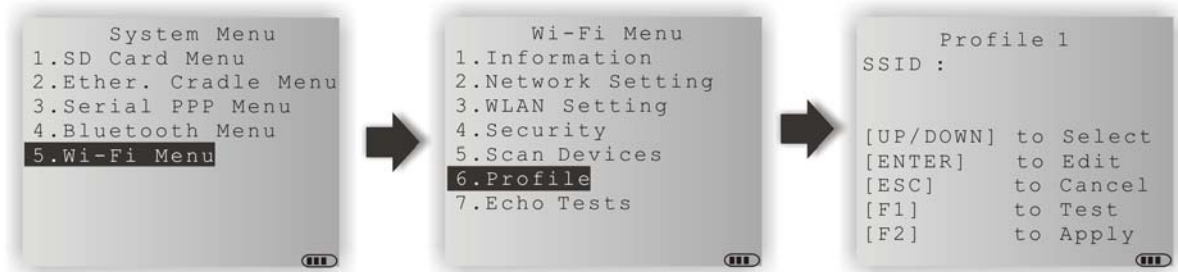 System Menu
1.SD Card Menu
2.Ether. Cradle Menu
3.Serial PPP Menu
4.Bluetooth Menu
5.Wi-Fi Menu
Wi-Fi Menu
1.Information
2.Network Setting
3.WLAN Setting
4.Security
5.Scan Devices
6.Profile
7.Echo Tests
Profile 1
SSID :
[UP/DOWN] to Select
[ENTER] to Edit
[ESC] to Cancel
[F1] to Test
[F2] to Apply